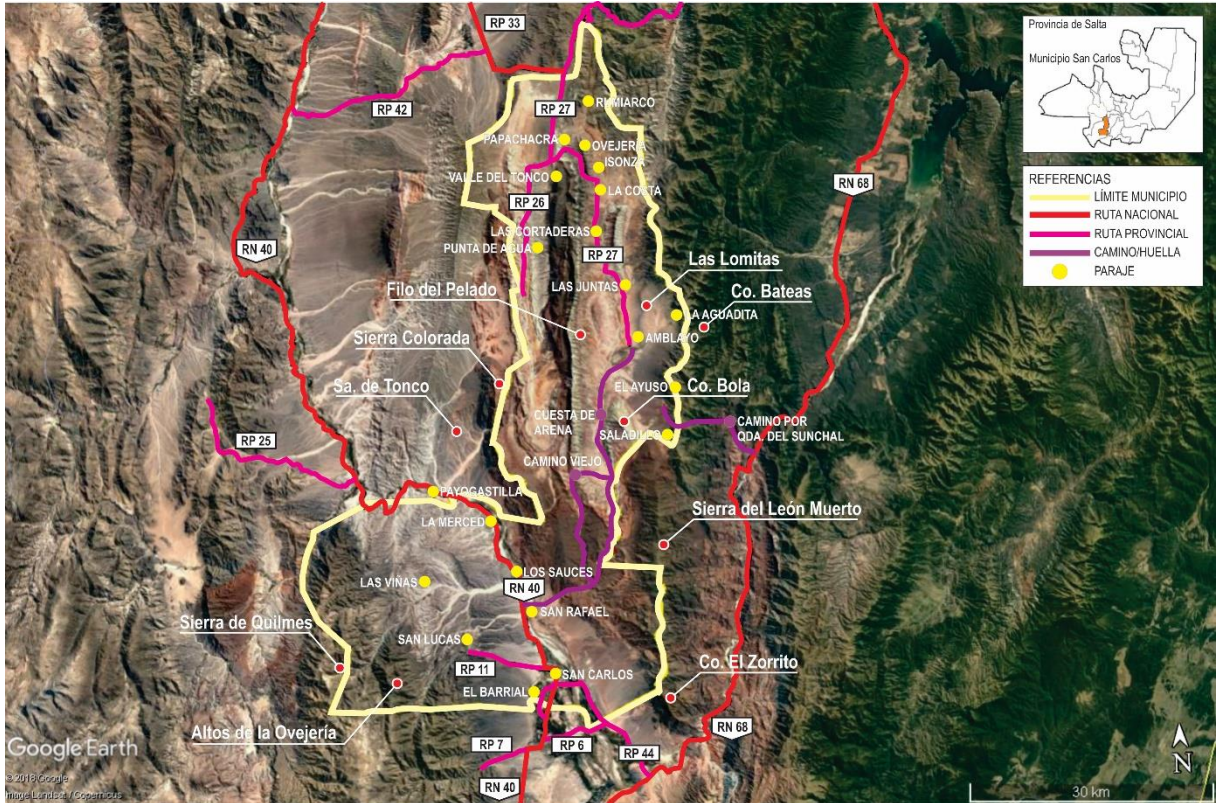 RP 33
Provincia de Salta
Municipio San Carlos
RP 42
RP 27
RUMIARCO
PAPACHACRA
OVEJERÍA
ISONZA
VALLE DEL TONCO
LA COSTA
REFERENCIAS
LÍMITE MUNICIPIO
RUTA NACIONAL
RUTA PROVINCIAL
CAMINO/HUELLA
PARAJE
RN 68
RP 26
LAS CORTADERAS
RN 40
PUNTA DE AGUA
RP 27
Las Lomitas
Filo del Pelado
LAS JUNTAS
Co. Bateas
LA AGUADITA
Sierra Colorada
AMBLAYO
Sa. de Tonco
EL AYUSO
Co. Bola
CUESTA DE
ARENA
CAMINO POR
QDA. DEL SUNCHAL
SALADILES
RP 25
CAMINO VIEJO
PAYOGASTILLA
Sierra del León Muerto
LA MERCED
LAS VIÑAS
LOS SAUCES
RN 40
SAN RAFAEL
Sierra de Quilmes
SAN LUCAS
RP 11
SAN CARLOS
Co. El Zorrito
EL BARRIAL
Altos de la Ovejería
RN 68
RP 7
RP 6
RP 44
RN 40
N
Google Earth
© 2018 Google
Image Landsat / Copernicus
30 km